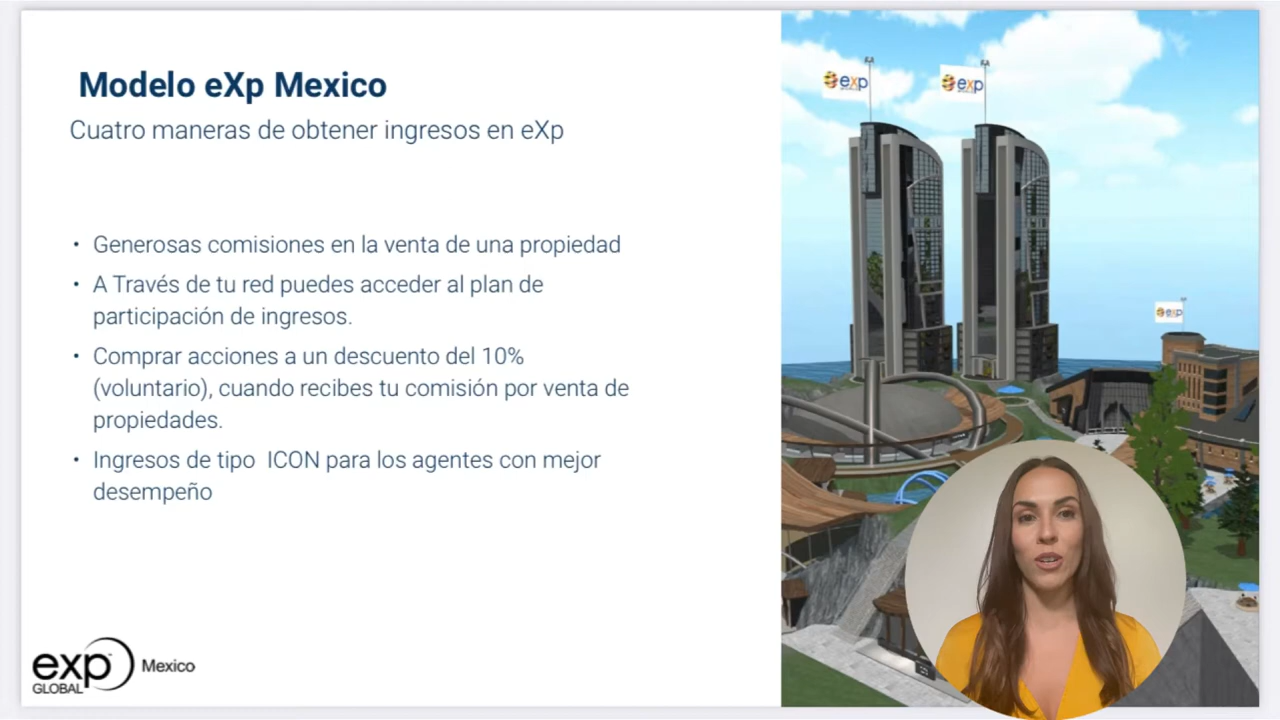 Modelo eXp Mexico
Cuatro maneras de obtener ingresos en eXp
• Generosas comisiones en la venta de una propiedad
• A Través de tu red puedes acceder al plan de
participación de ingresos.
• Comprar acciones a un descuento del 10%
(voluntario), cuando recibes tu comisión por venta de
propiedades.
• Ingresos de tipo  ICON para los agentes con mejor
desempeño
exp
GLOBAL
Mexico
exp
exp
exp